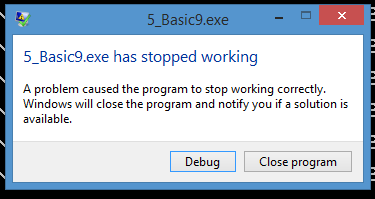 5_Basic9.exe
5_Basic9.exe has stopped working
A problem caused the program to stop working correctly.
Windows will close the program and notify you if a solution is
available.
Debug
Close program